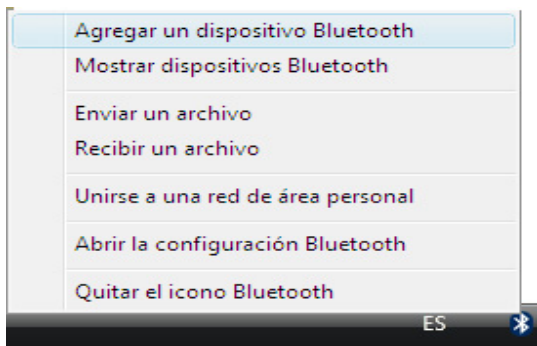 Agregar un dispositivo Bluetooth
Mostrar dispositivos Bluetooth
Enviar un archivo
Recibir un archivo
Unirse a una red de área personal
Abrir la configuración Bluetooth
Quitar el icono Bluetooth
ES